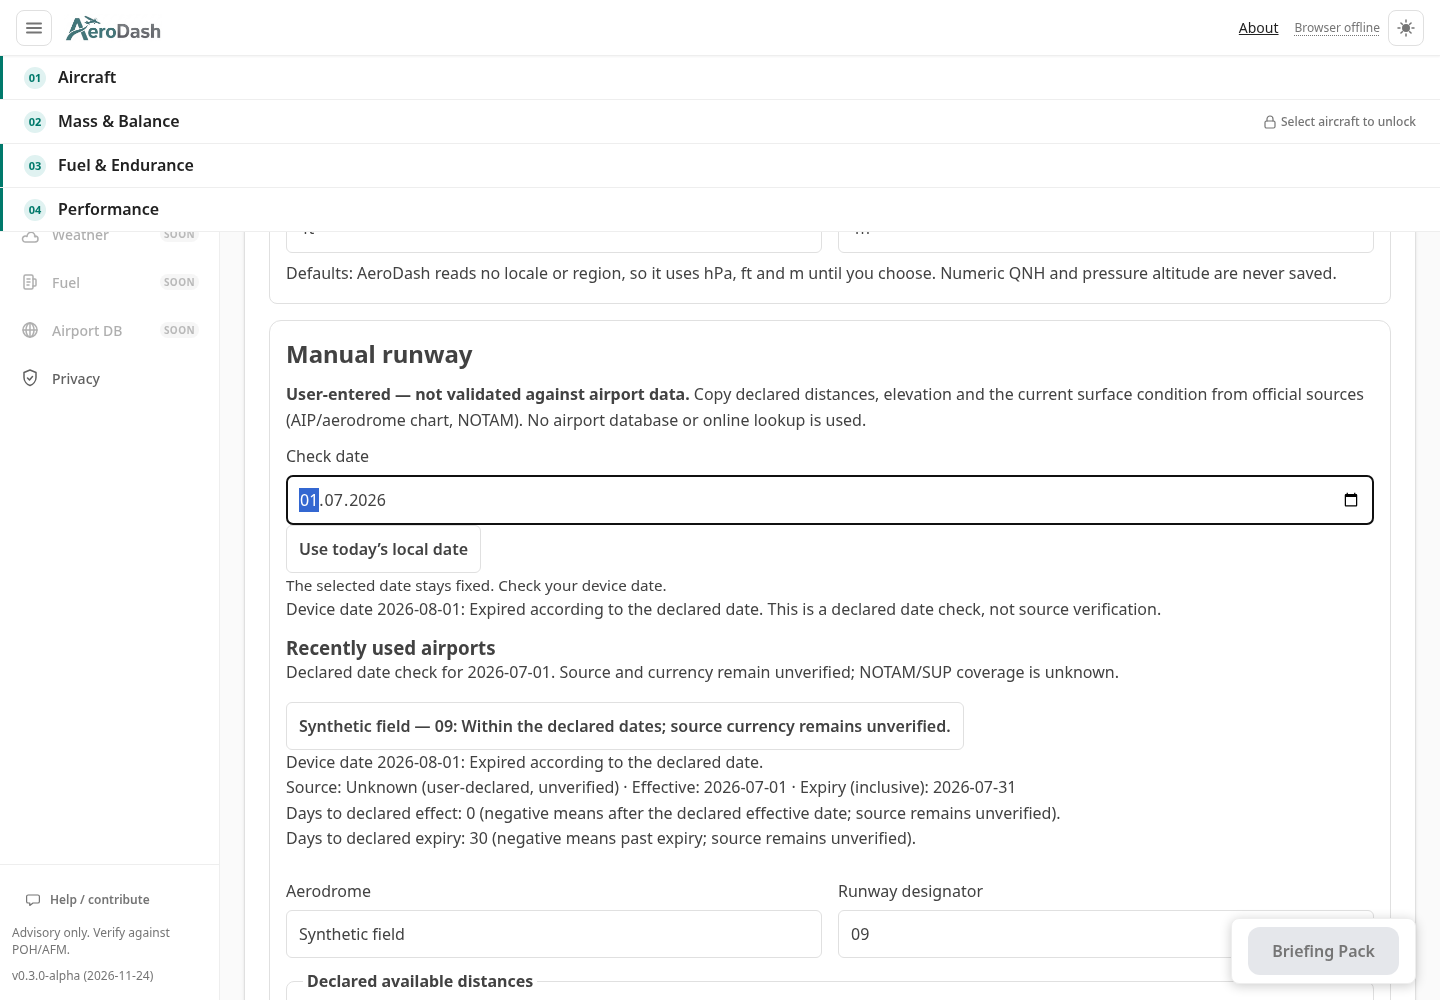 AeroDash
About
Browser offline
01 Aircraft
02 Mass & Balance
Select aircraft to unlock
03 Fuel & Endurance
04 Performance
Weather SOON
Fuel SOON
Airport DB SOON
Privacy
Help / contribute
Advisory only. Verify against
POH/AFM.
v0.3.0-alpha (2026-11-24)
Defaults: AeroDash reads no locale or region, so it uses hPa, ft and m until you choose. Numeric QNH and pressure altitude are never saved.
Manual runway
User-entered — not validated against airport data. Copy declared distances, elevation and the current surface condition from official sources
(AIP/aerodrome chart, NOTAM). No airport database or online lookup is used.
Check date
01.07.2026
Use today’s local date
The selected date stays fixed. Check your device date.
Device date 2026-08-01: Expired according to the declared date. This is a declared date check, not source verification.
Recently used airports
Declared date check for 2026-07-01. Source and currency remain unverified; NOTAM/SUP coverage is unknown.
Synthetic field — 09: Within the declared dates; source currency remains unverified.
Device date 2026-08-01: Expired according to the declared date.
Source: Unknown (user-declared, unverified) · Effective: 2026-07-01 · Expiry (inclusive): 2026-07-31
Days to declared effect: 0 (negative means after the declared effective date; source remains unverified).
Days to declared expiry: 30 (negative means past expiry; source remains unverified).
Aerodrome
Runway designator
Synthetic field
09
Briefing Pack
Declared available distances